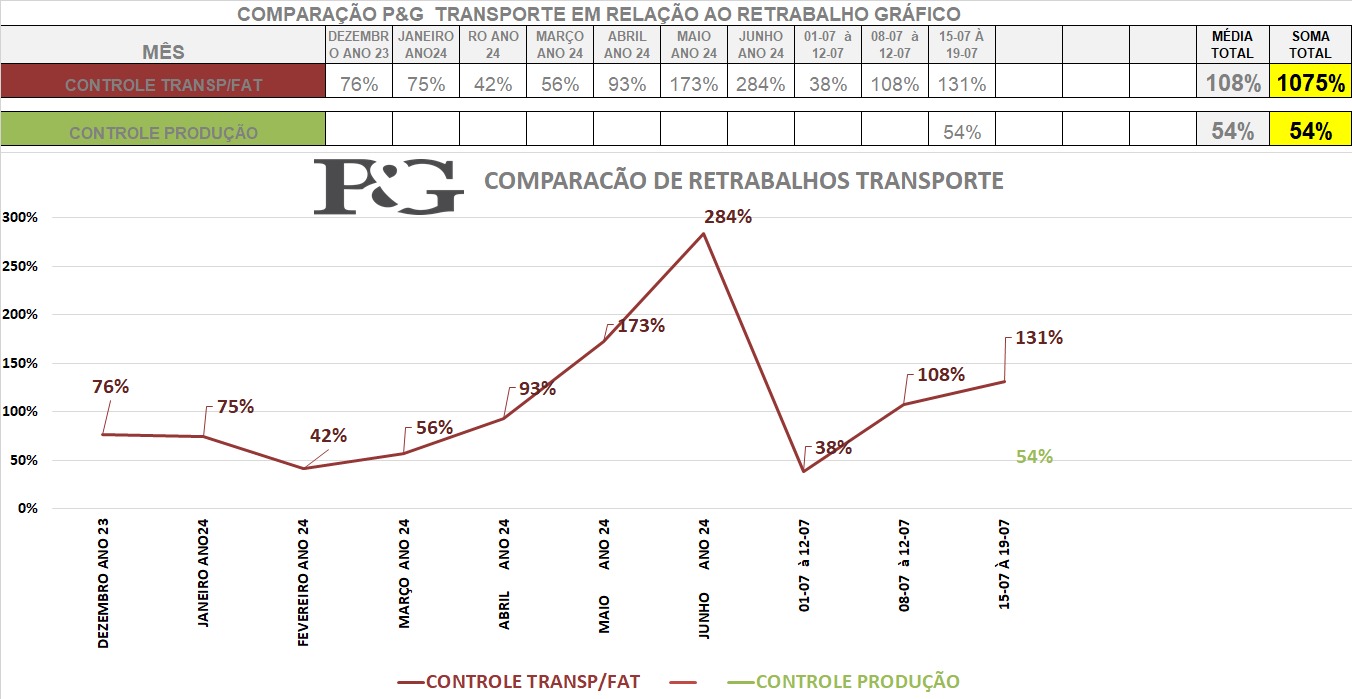 COMPARAÇÃO P&G TRANSPORTE EM RELAÇÃO AO RETRABALHO GRÁFICO
MÊS
DEZEMBR
O ANO 23
JANEIRO
ANO24
RO ANO
24
MARÇO
ANO 24
ABRIL
ANO 24
MAIO
ANO 24
JUNHO
ANO 24
01-07 à
12-07
08-07 à
12-07
15-07 À
19-07
MÉDIA
TOTAL
SOMA
TOTAL
CONTROLE TRANSP/FAT 76% 75% 42% 56% 93% 173% 284% 38% 108% 131% 108% 1075%
CONTROLE PRODUÇÃO 54% 54% 54%
P&G
COMPARACÃO DE RETRABALHOS TRANSPORTE
300%
250%
200%
150%
100%
50%
0%
76%
75%
42%
56%
93%
173%
284%
38%
108%
131%
54%
DEZEMBRO ANO 23
JANEIRO ANO24
FEVEREIRO ANO 24
MARÇO ANO 24
ABRIL ANO 24
MAIO ANO 24
JUNHO ANO 24
01-07 à 12-07
08-07 à 12-07
15-07 À 19-07
CONTROLE TRANSP/FAT
CONTROLE PRODUÇÃO